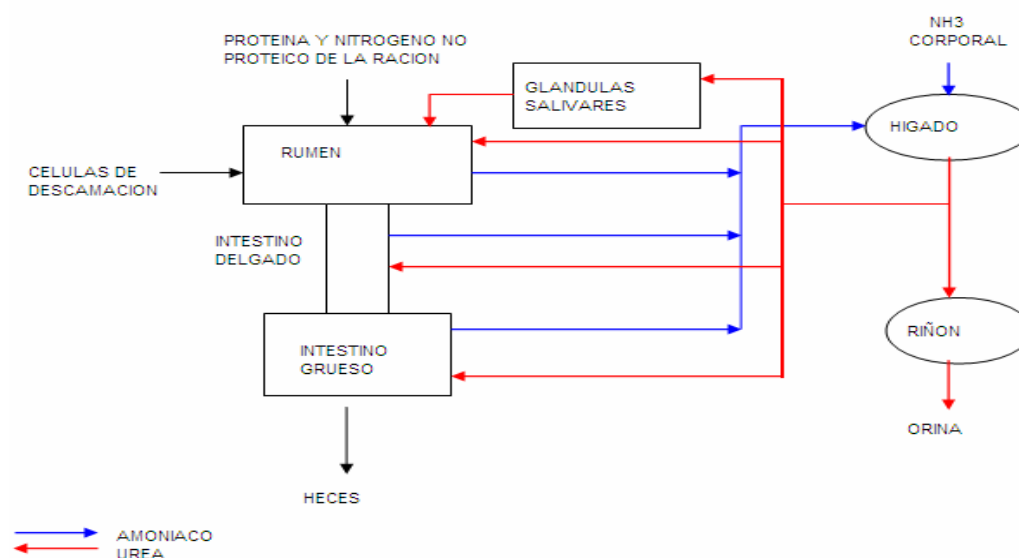 PROTEINA Y NITROGENO NO
PROTEICO DE LA RACION
NH3
CORPORAL
GLANDULAS
SALIVARES
HIGADO
RUMEN
CELULAS DE
DESCAMACION
INTESTINO
DELGADO
INTESTINO
GRUESO
RIÑON
ORINA
HECES
AMONIACO
UREA